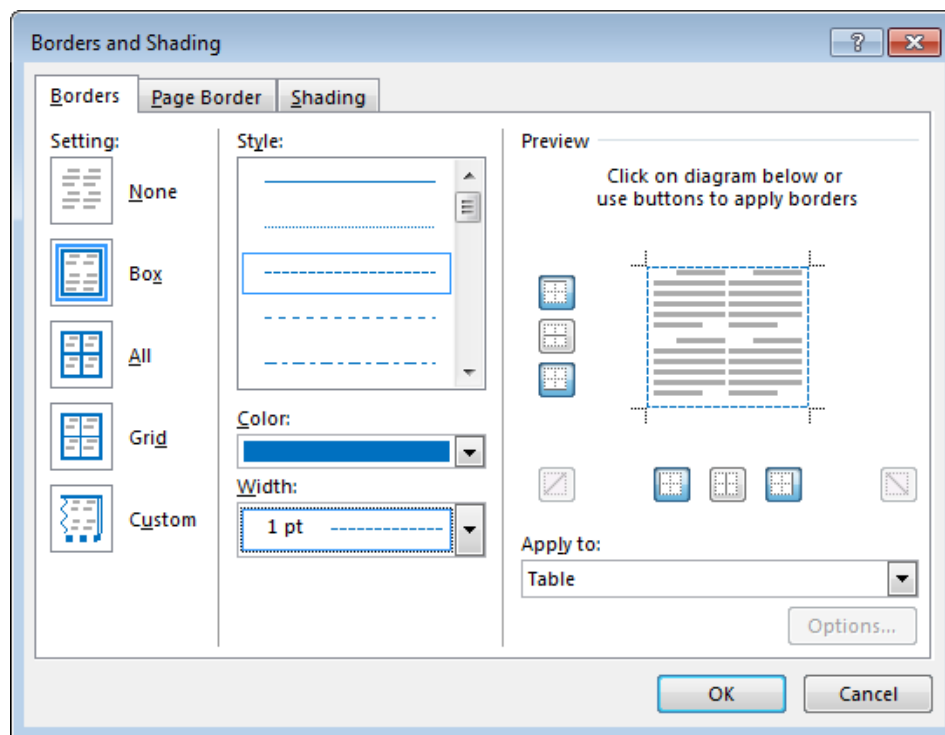 Borders and Shading
?
Borders
Page Border
Shading
Setting:
None
Box
All
Grid
Custom
Style:
Color:
Width:
1 pt
Preview
Click on diagram below or
use buttons to apply borders
Apply to:
Table
Options...
OK
Cancel